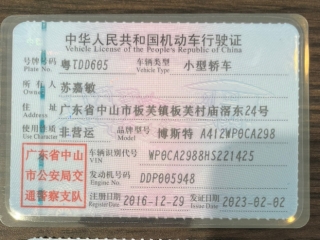 中华人民共和国机动车行驶证
Vehicle License of the People's Republic of China
号牌号码 粤TDD605 车辆类型 小型轿车
Plate No. Vehicle Type
所有人 苏嘉敏
Owner
住址 广东省中山市板芙镇板芙村庙滘东24号
Address
使用性质 非营运 品牌型号 博斯特 A412WP0CA298
Use Character Model
车辆识别代号 WP0CA2988HS221425
VIN
发动机号码 DDP005948
Engine No.
注册日期 2016-12-29 发证日期 2023-02-02
Register Date Issue Date
广东省中山
市公安局交
通警察支队